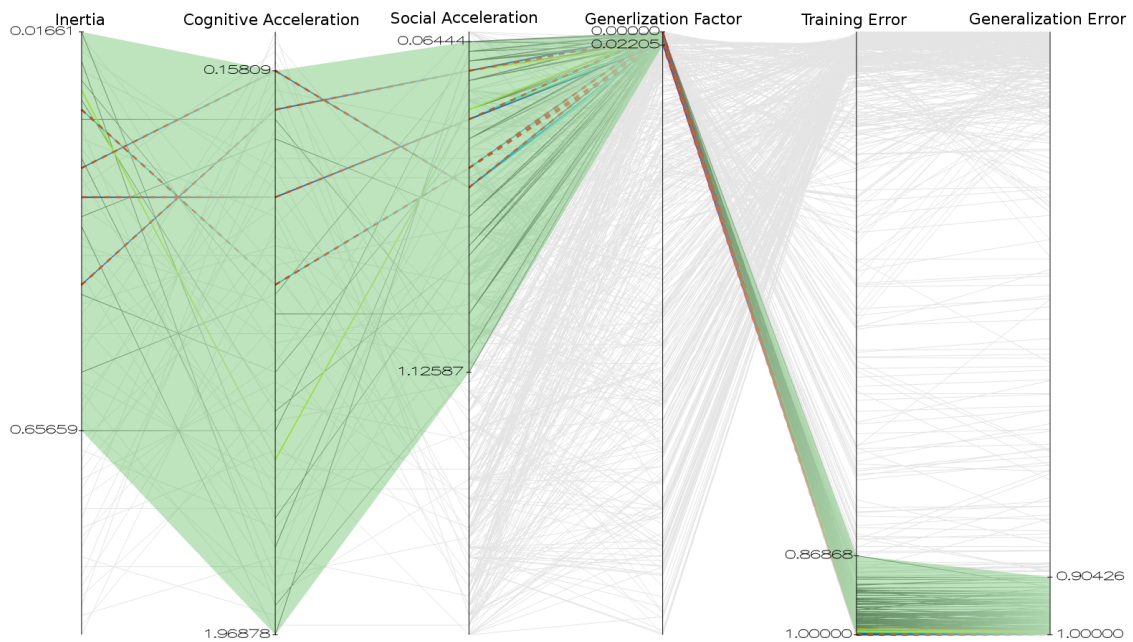 Inertia
Cognitive Acceleration
Social Acceleration
Generlization Factor
Training Error
Generalization Error
0.01661
0.65659
0.15809
1.96878
0.06444
1.12587
0.00000
0.02205
0.86868
1.00000
0.90426
1.00000